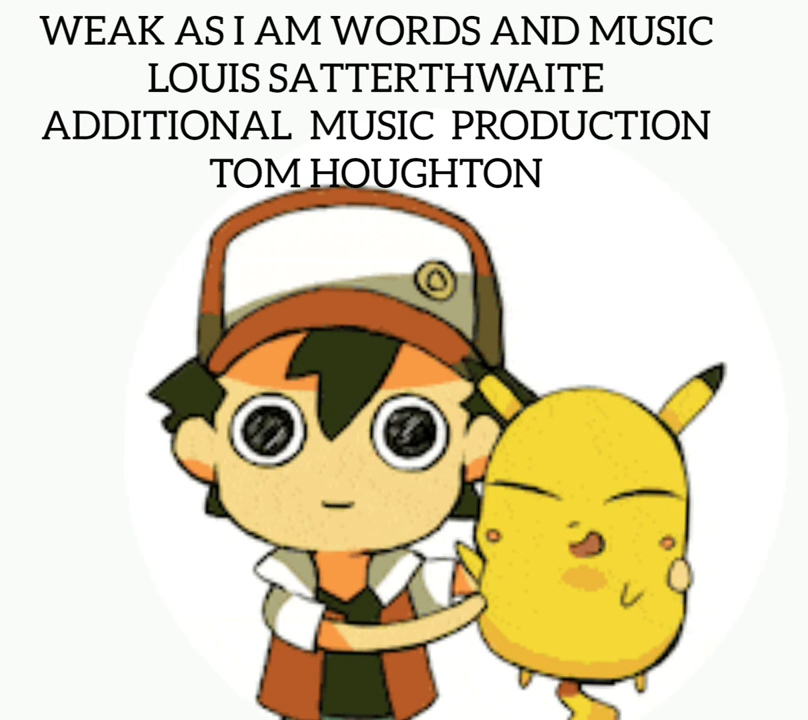 WEAK AS I AM WORDS AND MUSIC
LOUIS SATTERTHWAITE
ADDITIONAL MUSIC PRODUCTION
TOM HOUGHTON